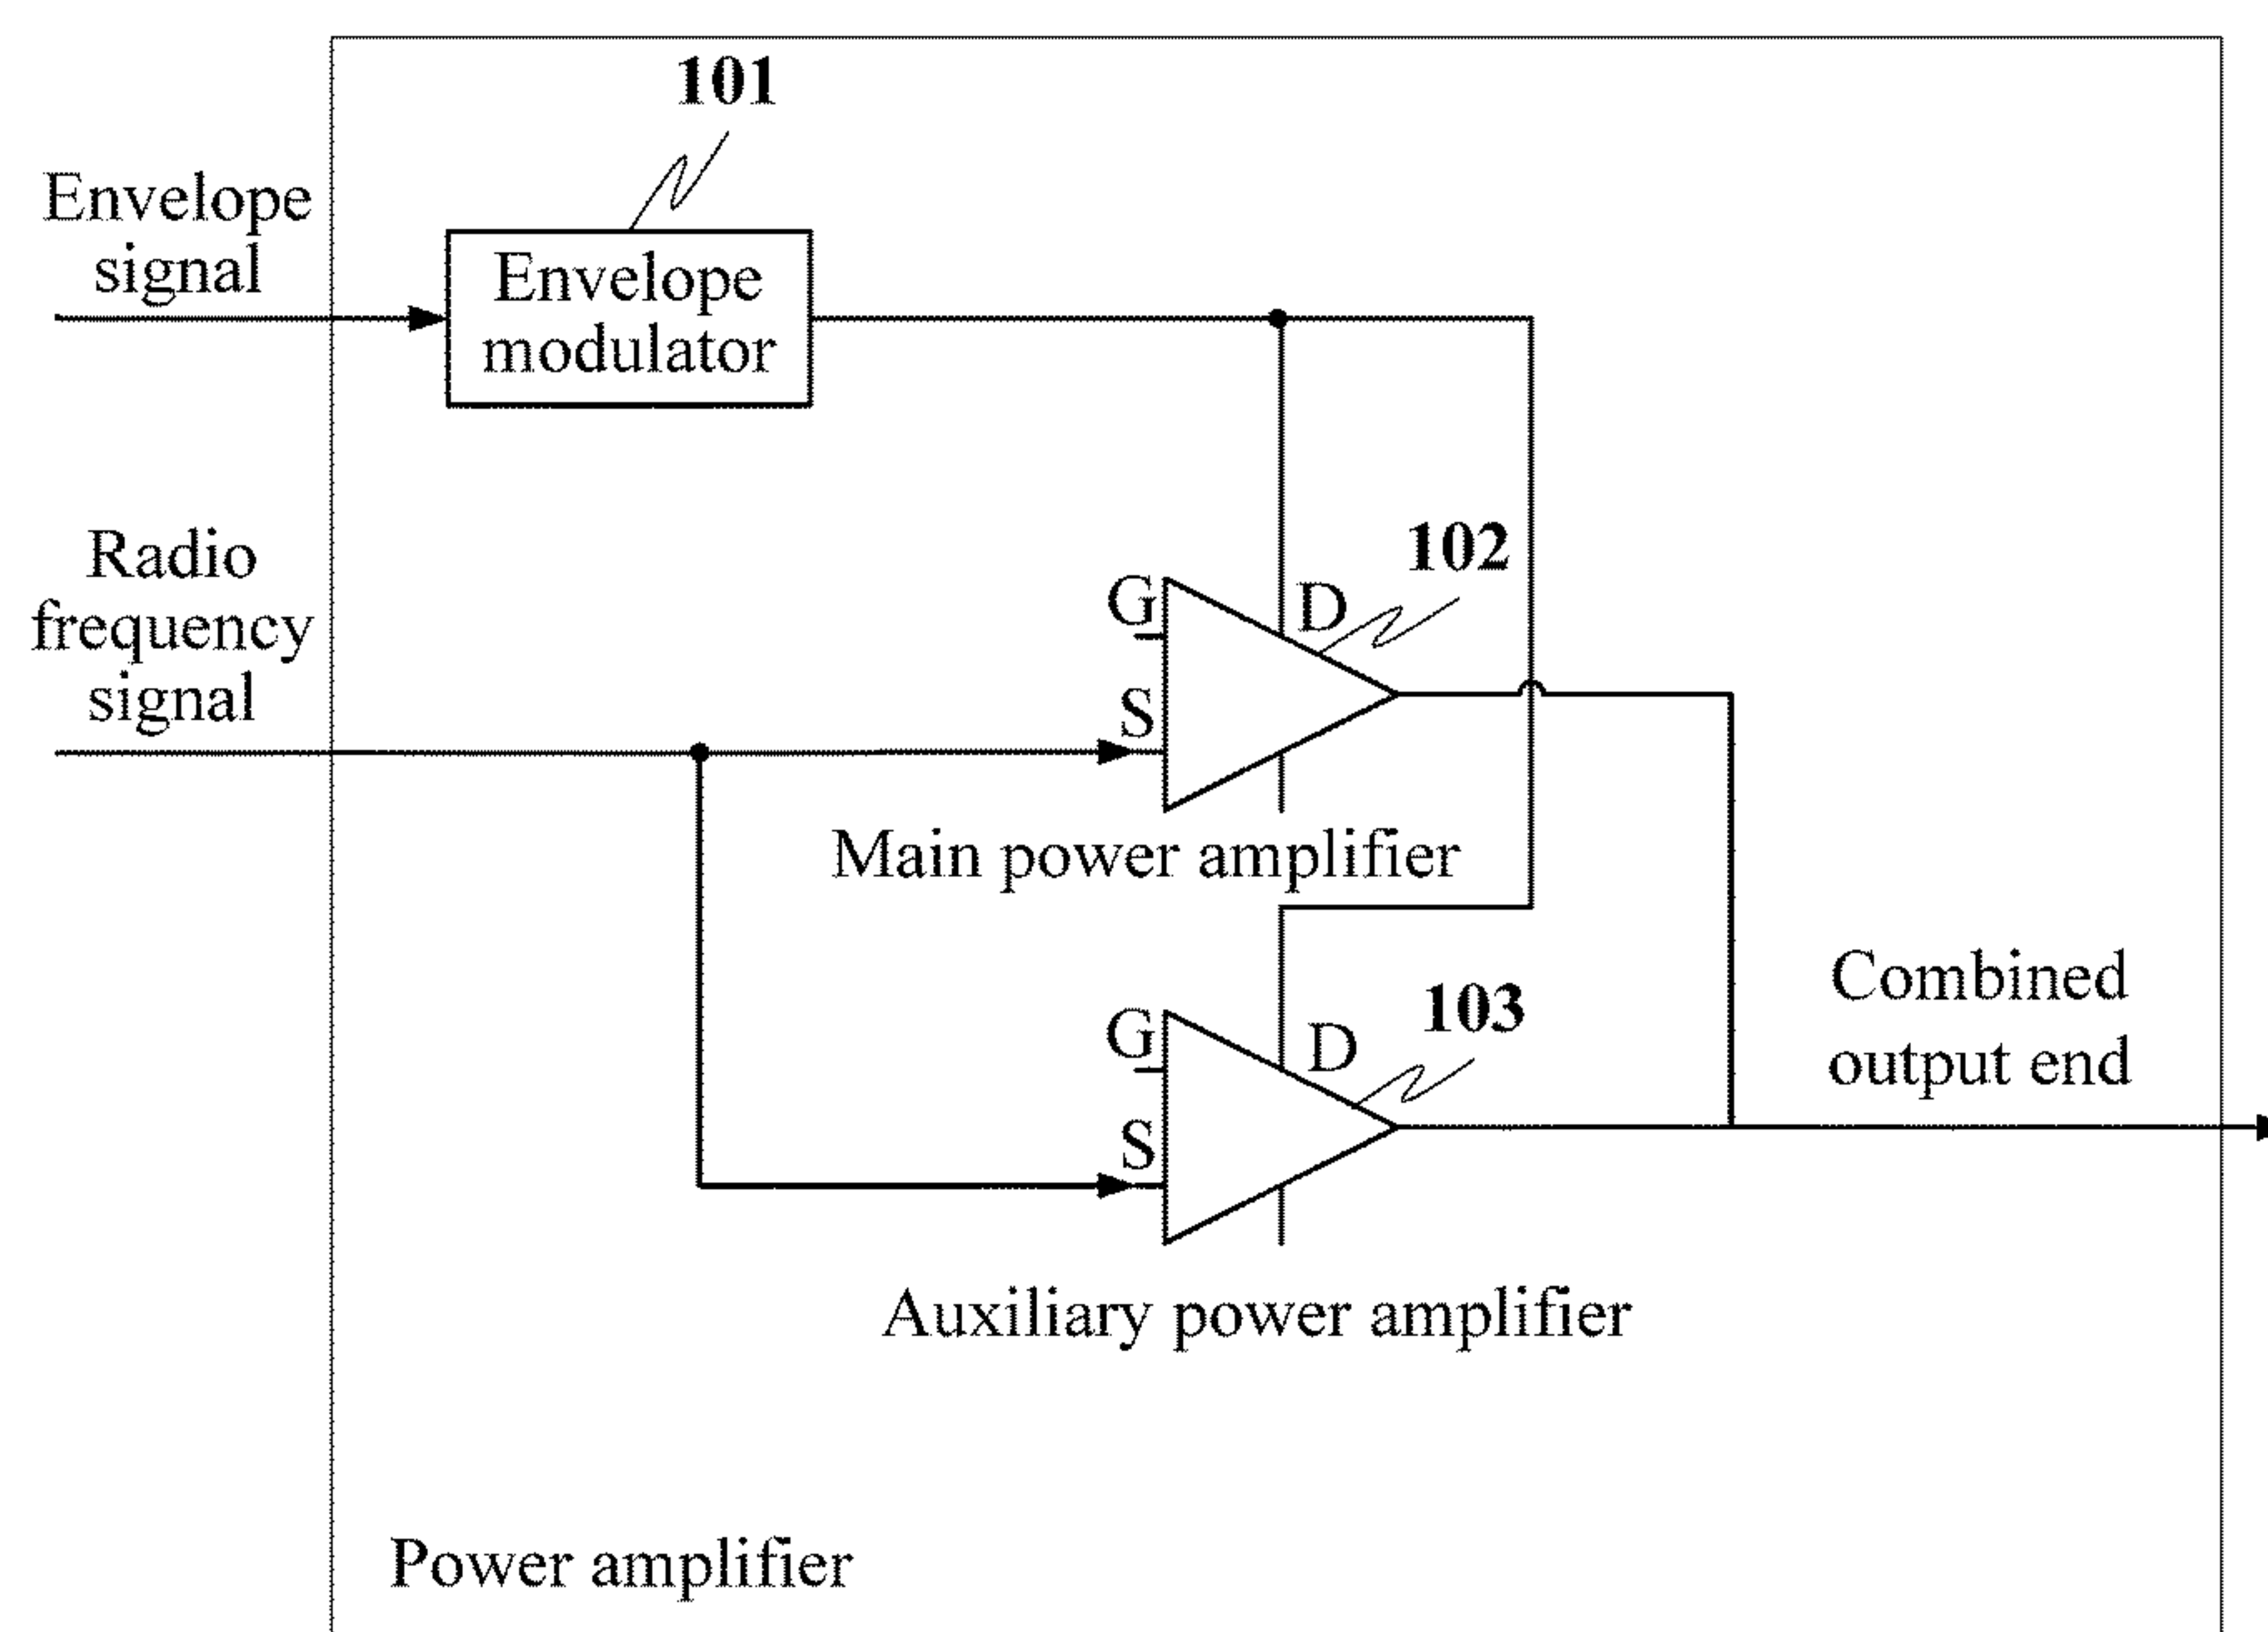 101
Envelope
signal
Envelope
modulator
Radio
frequency
signal
102
G
D
S
Main power amplifier
103
G
D
S
Combined
output end
Auxiliary power amplifier
Power amplifier